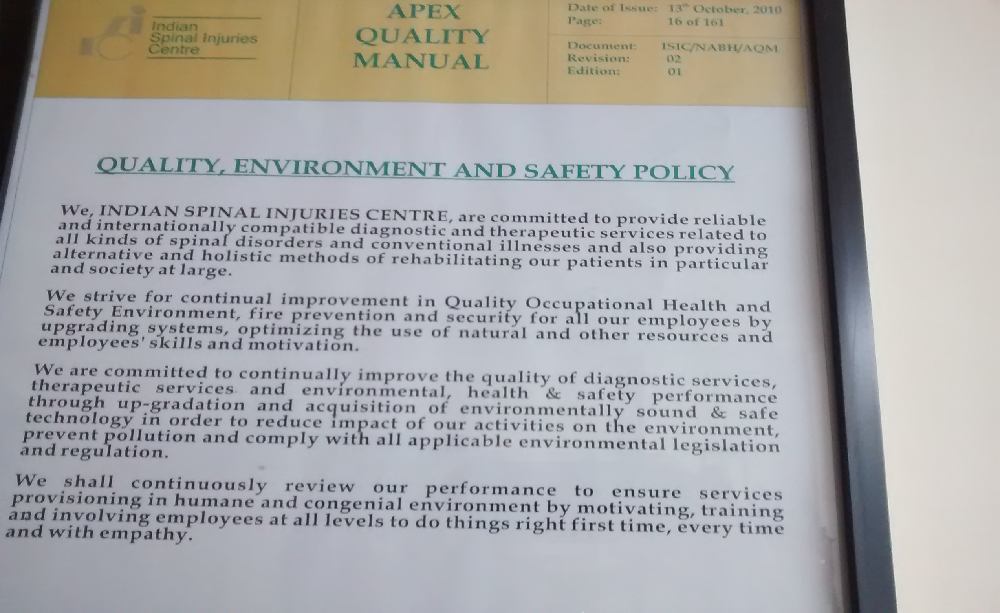 Indian
Spinal Injuries
Centre
APEX
QUALITY
MANUAL
Date of Issue: 13th October, 2010
Page: 16 of 161
Document: ISIC/NABH/AQM
Revision: 02
Edition: 01
QUALITY, ENVIRONMENT AND SAFETY POLICY
We, INDIAN SPINAL INJURIES CENTRE, are committed to provide reliable
and internationally compatible diagnostic and therapeutic services related to
all kinds of spinal disorders and conventional illnesses and also providing
alternative and holistic methods of rehabilitating our patients in particular
and society at large.
We strive for continual improvement in Quality Occupational Health and
Safety Environment, fire prevention and security for all our employees by
upgrading systems, optimizing the use of natural and other resources and
employees' skills and motivation.
We are committed to continually improve the quality of diagnostic services,
therapeutic services and environmental, health & safety performance
through up-gradation and acquisition of environmentally sound & safe
technology in order to reduce impact of our activities on the environment,
prevent pollution and comply with all applicable environmental legislation
and regulation.
We shall continuously review our performance to ensure services
provisioning in humane and congenial environment by motivating, training
and involving employees at all levels to do things right first time, every time
and with empathy.